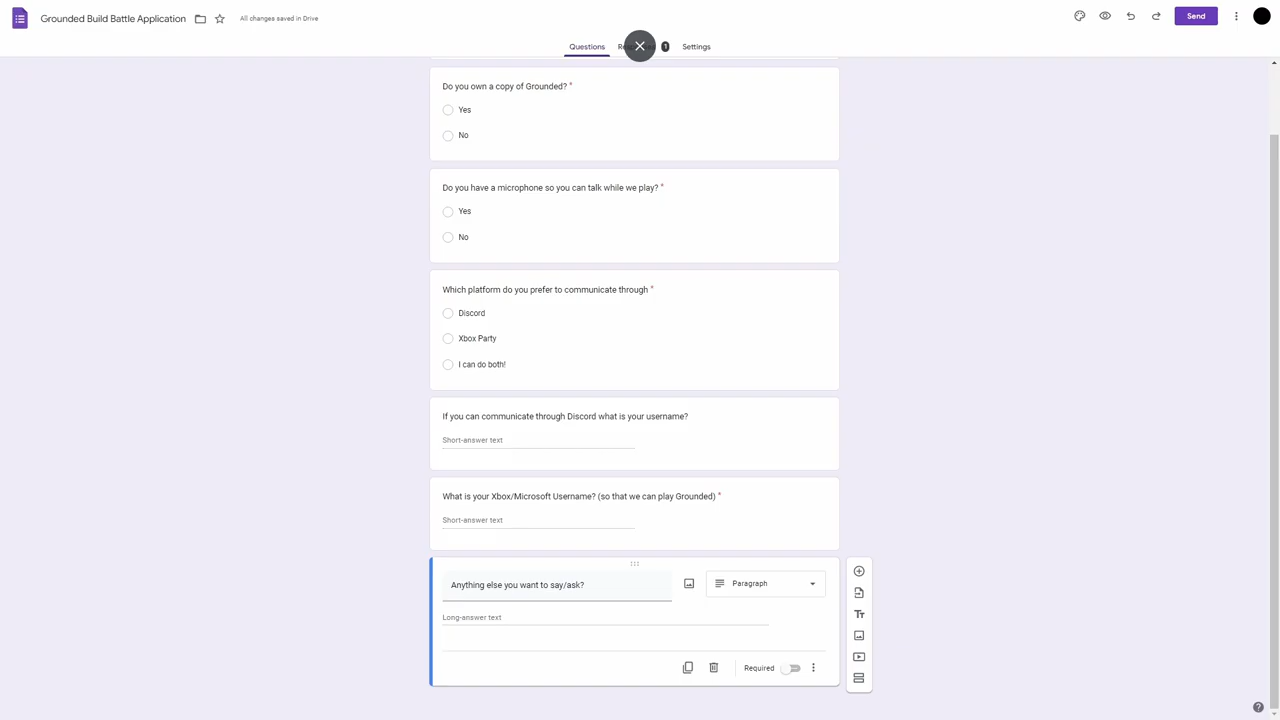 Grounded Build Battle Application
All changes saved in Drive
Send
Questions
1
Settings
Do you own a copy of Grounded? *
Yes
No
Do you have a microphone so you can talk while we play? *
Yes
No
Which platform do you prefer to communicate through *
Discord
Xbox Party
I can do both!
If you can communicate through Discord what is your username?
Short-answer text
What is your Xbox/Microsoft Username? (so that we can play Grounded) *
Short-answer text
Anything else you want to say/ask?
Paragraph
Long-answer text
Required